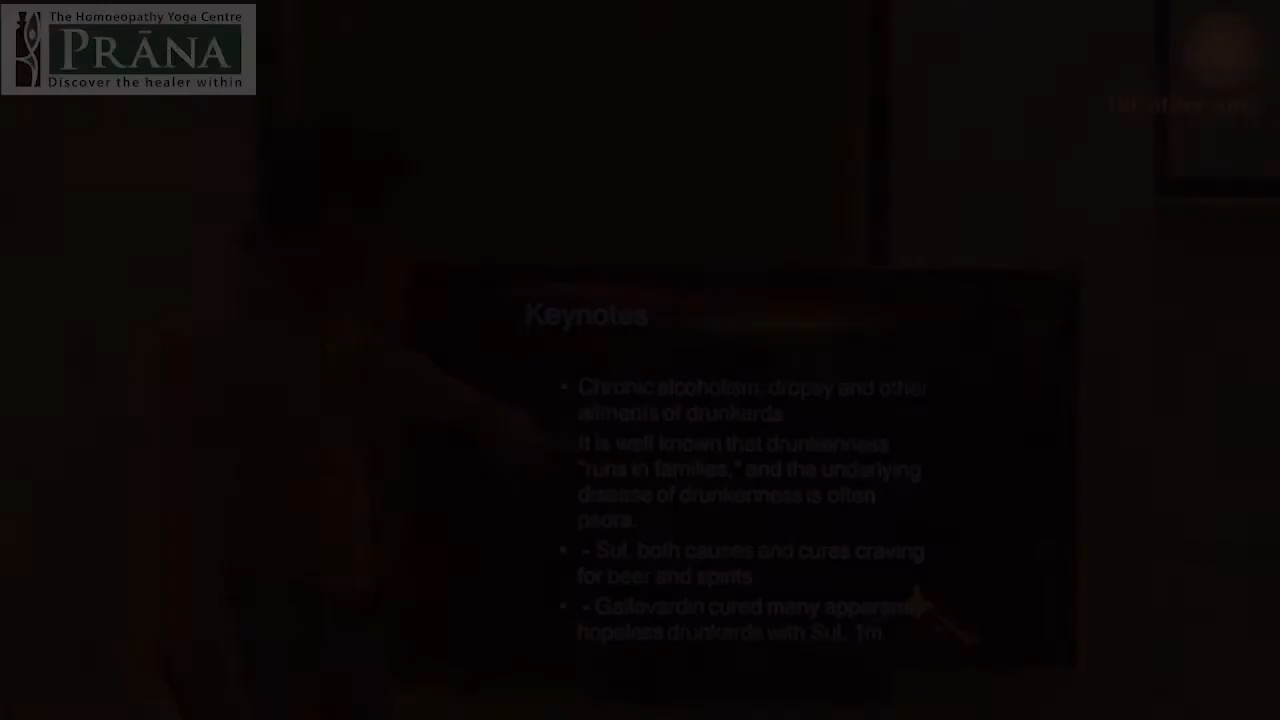 The Homoeopathy Yoga Centre
PRĀNA
Discover the healer within
Keynotes
• Chronic alcoholism; dropsy and other
ailments of drunkards
It is well known that drunkenness
"runs in families," and the underlying
disease of drunkenness is often
psora.
• - Sul. both causes and cures craving
for beer and spirits
• - Gallavardin cured many
hopeless drunkards with Sul. 1m